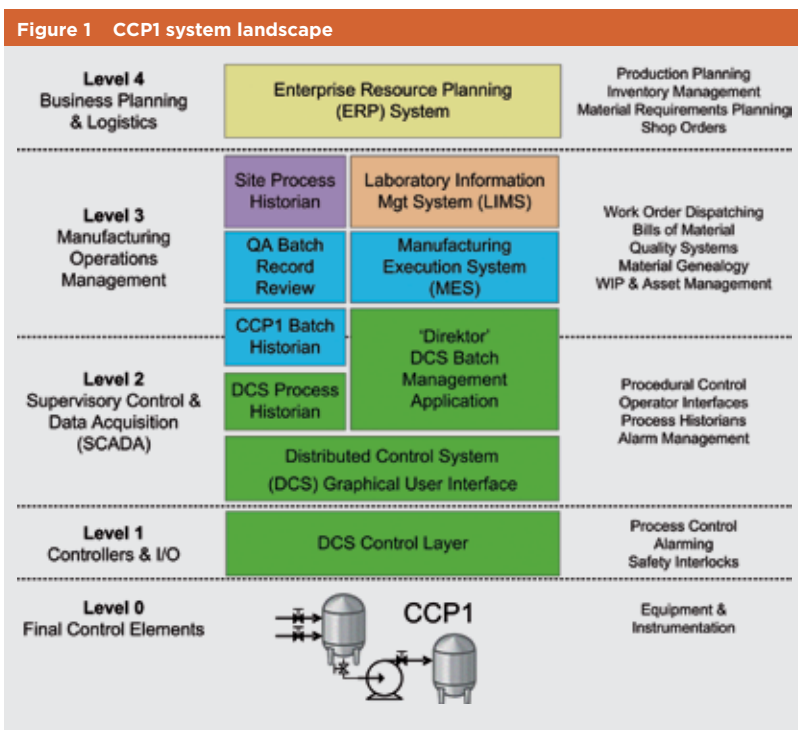 Figure 1 CCP1 system landscape
Level 4
Business Planning
& Logistics
Enterprise Resource Planning
(ERP) System
Production Planning
Inventory Management
Material Requirements Planning
Shop Orders
Level 3
Manufacturing
Operations
Management
Site Process
Historian
Laboratory Information
Mgt System (LIMS)
QA Batch
Record
Review
Manufacturing
Execution System
(MES)
Work Order Dispatching
Bills of Material
Quality Systems
Material Genealogy
WIP & Asset Management
CCP1 Batch
Historian
'Direktor'
DCS Batch
Management
Application
Level 2
Supervisory Control &
Data Acquisition
(SCADA)
DCS Process
Historian
Distributed Control System
(DCS) Graphical User Interface
Procedural Control
Operator Interfaces
Process Historians
Alarm Management
Level 1
Controllers & I/O
DCS Control Layer
Process Control
Alarming
Safety Interlocks
Level 0
Final Control Elements
CCP1
Equipment &
Instrumentation